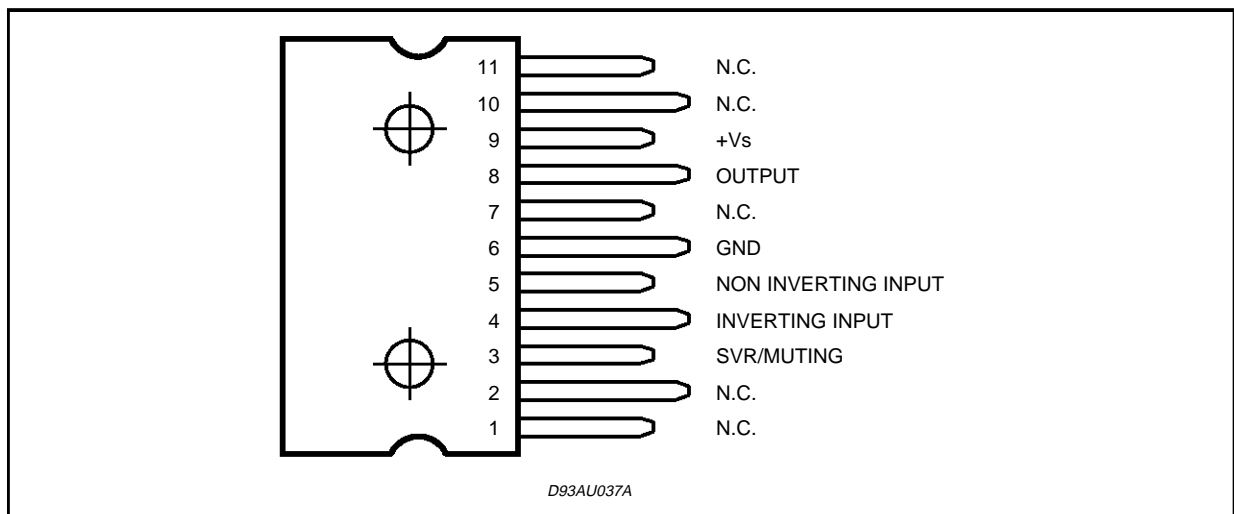 11 N.C.
10 N.C.
9 +Vs
8 OUTPUT
7 N.C.
6 GND
5 NON INVERTING INPUT
4 INVERTING INPUT
3 SVR/MUTING
2 N.C.
1 N.C.
D93AU037A